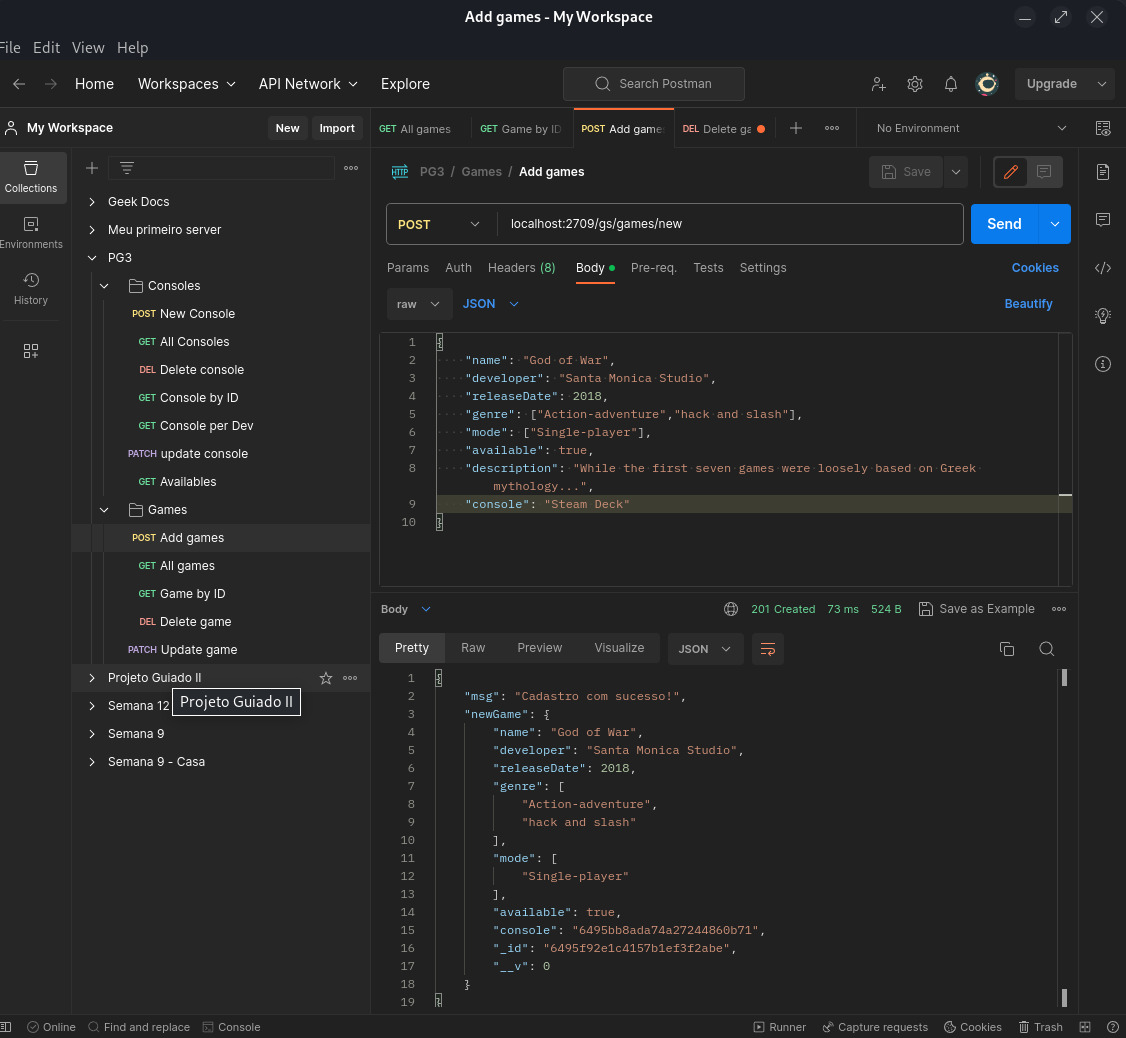 Add games - My Workspace
File Edit View Help
Home Workspaces API Network Explore Search Postman Upgrade
My Workspace New Import
GET All games GET Game by ID POST Add game DEL Delete ga No Environment
Collections
Environments
History
Geek Docs
Meu primeiro server
PG3
Consoles
POST New Console
GET All Consoles
DEL Delete console
GET Console by ID
GET Console per Dev
PATCH update console
GET Availables
Games
POST Add games
GET All games
GET Game by ID
DEL Delete game
PATCH Update game
Projeto Guiado II
Projeto Guiado II
Semana 12
Semana 9
Semana 9 - Casa
HTTP PG3 / Games / Add games Save
POST localhost:2709/gs/games/new Send
Params Auth Headers (8) Body Pre-req. Tests Settings Cookies
raw JSON Beautify
1 {
2 "name": "God of War",
3 "developer": "Santa Monica Studio",
4 "releaseDate": 2018,
5 "genre": ["Action-adventure","hack and slash"],
6 "mode": ["Single-player"],
7 "available": true,
8 "description": "While the first seven games were loosely based on Greek
mythology...",
9 "console": "Steam Deck"
10 }
Body 201 Created 73 ms 524 B Save as Example
Pretty Raw Preview Visualize JSON
1 {
2 "msg": "Cadastro com sucesso!",
3 "newGame": {
4 "name": "God of War",
5 "developer": "Santa Monica Studio",
6 "releaseDate": 2018,
7 "genre": [
8 "Action-adventure",
9 "hack and slash"
10 ],
11 "mode": [
12 "Single-player"
13 ],
14 "available": true,
15 "console": "6495bb8ada74a27244860b71",
16 "_id": "6495f92e1c4157b1ef3f2abe",
17 "__v": 0
18 }
19 }
Online Find and replace Console Runner Capture requests Cookies Trash